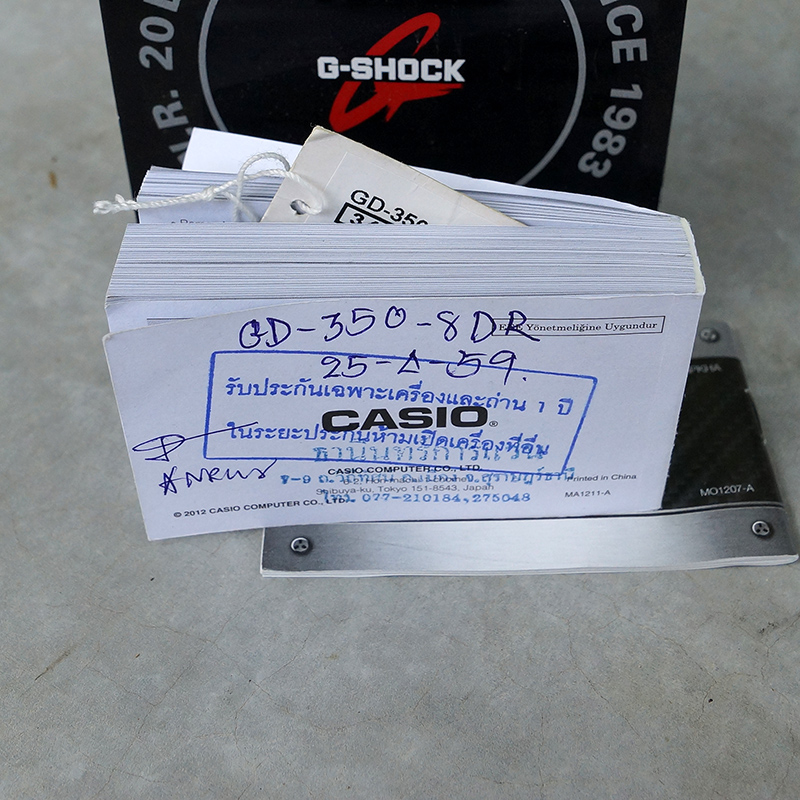 20
R.
SINCE 1983
G-SHOCK
GD-350
GD-350-8DR
EEE Yönetmeliğine Uygundur
25-4-59.
รับประกันเฉพาะเครื่องและถ่าน 1 ปี
CASIO®
ในระยะประกันห้ามเปิดเครื่องที่อื่น
CASIO COMPUTER CO., LTD.
Shibuya-ku, Tokyo 151-8543, Japan
Printed in China
MA1211-A
โทร. 077-210184,275048
© 2012 CASIO COMPUTER CO., LTD.
MO1207-A